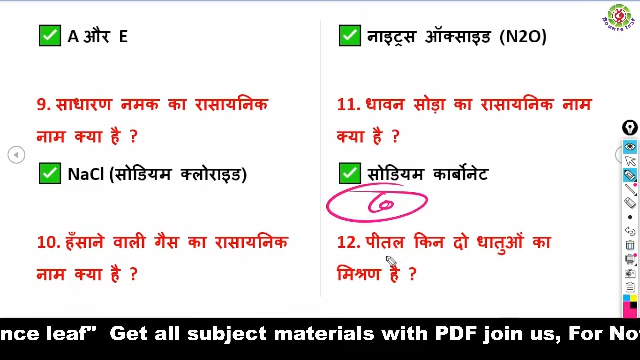 A और E
9. साधारण नमक का रासायनिक
नाम क्या है ?
NaCl (सोडियम क्लोराइड)
10. हँसाने वाली गैस का रासायनिक
नाम क्या है ?
नाइट्रस ऑक्साइड (N2O)
11. धावन सोड़ा का रासायनिक नाम
क्या है ?
सोडियम कार्बोनेट
12. पीतल किन दो धातुओं का
मिश्रण है ?
ence leaf" Get all subject materials with PDF join us, For No